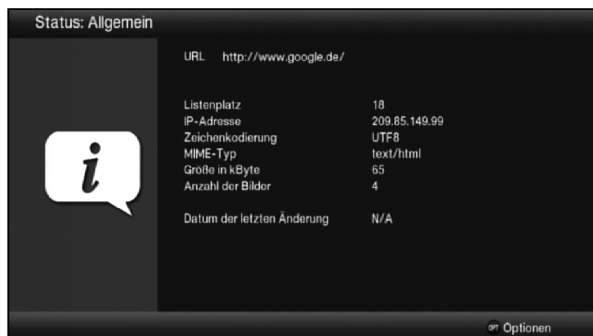 Status: Allgemein
URL http://www.google.de/
Listenplatz 18
IP-Adresse 209.85.149.99
Zeichenkodierung UTF8
MIME-Typ text/html
Größe in kByte 65
Anzahl der Bilder 4
Datum der letzten Änderung N/A
OPT Optionen